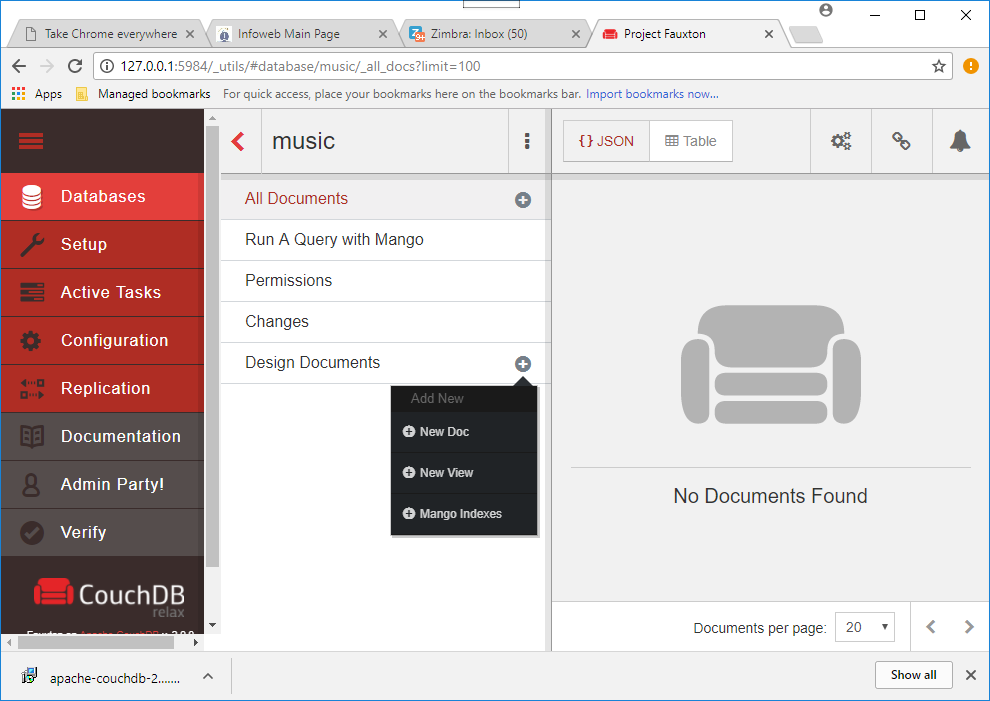 Take Chrome everywhere
Infoweb Main Page
Zimbra: Inbox (50)
Project Fauxton
127.0.0.1:5984/_utils/#database/music/_all_docs?limit=100
Apps
Managed bookmarks
For quick access, place your bookmarks here on the bookmarks bar. Import bookmarks now...
music
{} JSON
Table
Databases
Setup
Active Tasks
Configuration
Replication
Documentation
Admin Party!
Verify
CouchDB
relax
All Documents
Run A Query with Mango
Permissions
Changes
Design Documents
Add New
New Doc
New View
Mango Indexes
No Documents Found
Documents per page: 20
apache-couchdb-2.......
Show all